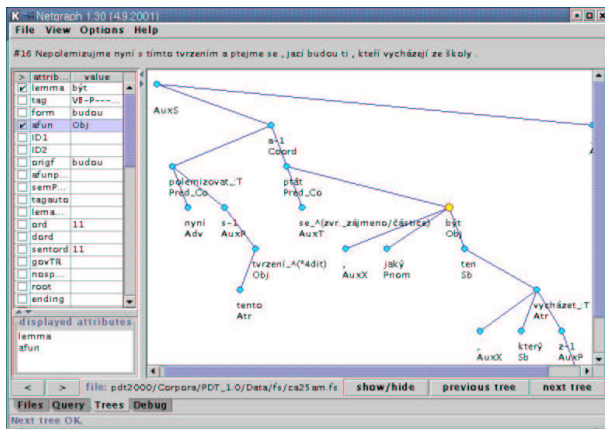 Netgraph 1.30 (4.9.2001)
File View Options Help
#16 Nepolemizujme nyní s tímto tvrzením a ptejme se , jací budou ti , kteří vycházejí ze školy .
> attrib... value
lemma být
tag VB-P---...
form budou
afun Obj
ID1
ID2
origf budou
afunp...
semP...
tagauto
lema...
ord 11
dord
sentord 11
govTR
nosp...
root
ending
displayed attributes
lemma
afun
AuxS
a-1
Coord
polemizovat_:T
Pred_Co
ptát
Pred_Co
nyní
Adv
s-1
AuxP
se_^(zvr._zájmeno/částice)
AuxT
být
Obj
tvrzení_^(*4dit)
Obj
,
AuxX
jaký
Pnom
ten
Sb
tento
Atr
vycházet_:T
Atr
,
AuxX
který
Sb
z-1
AuxP
< > file: pdt2000/Corpora/PDT_1.0/Data/fs/ca25am.fs show/hide previous tree next tree
Files Query Trees Debug
Next tree OK.